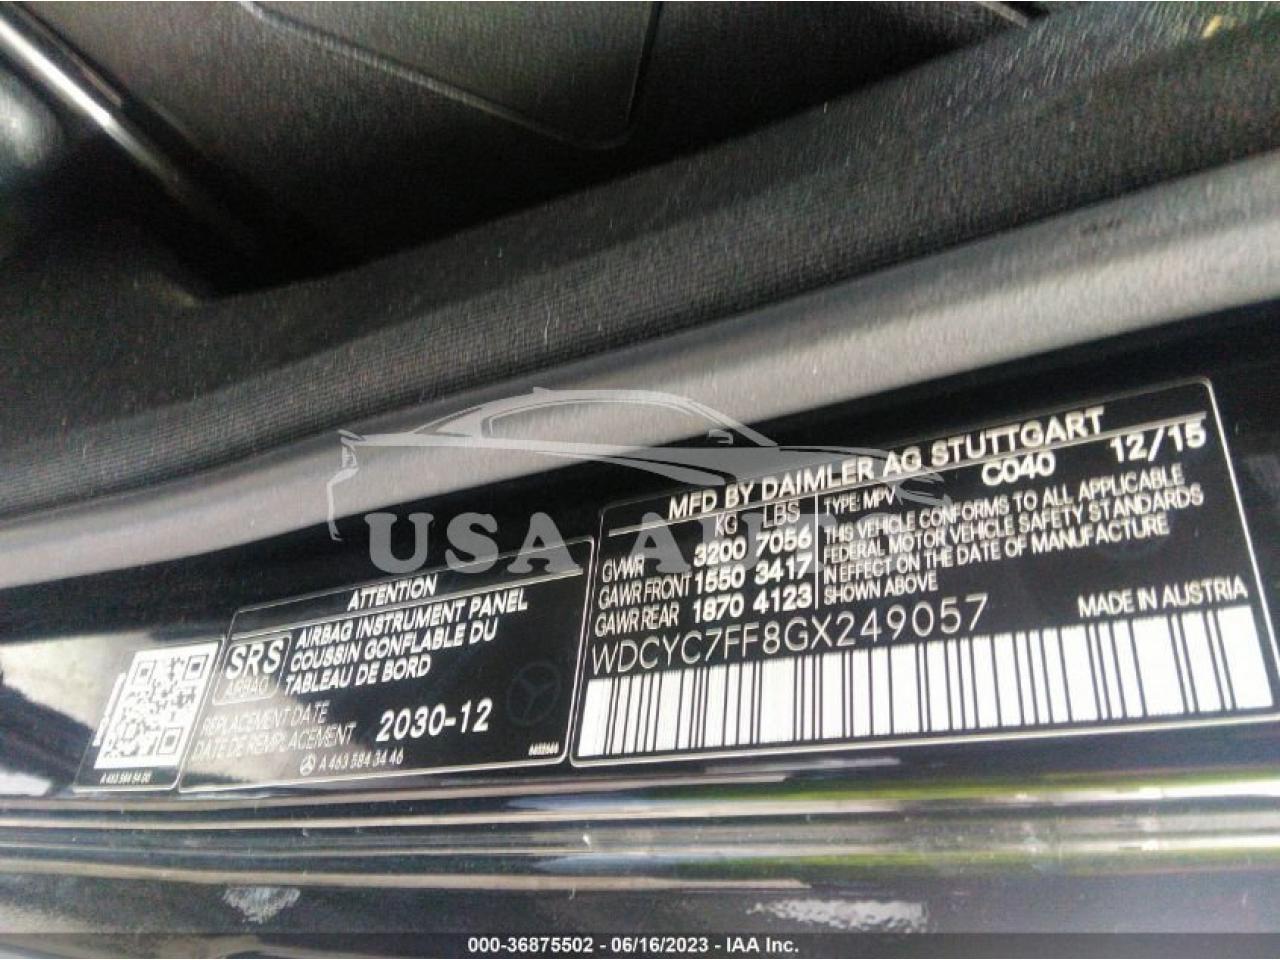 MFD BY DAIMLER AG STUTTGART
KG LBS TYPE: MPV C040 12/15
GVWR 3200 7056
GAWR FRONT 1550 3417
GAWR REAR 1870 4123
THIS VEHICLE CONFORMS TO ALL APPLICABLE
FEDERAL MOTOR VEHICLE SAFETY STANDARDS
IN EFFECT ON THE DATE OF MANUFACTURE
SHOWN ABOVE
WDCYC7FF8GX249057 MADE IN AUSTRIA
ATTENTION
SRS
AIRBAG
AIRBAG INSTRUMENT PANEL
COUSSIN GONFLABLE DU
TABLEAU DE BORD
REPLACEMENT DATE
DATE DE REMPLACEMENT
2030-12
A 463 584 34 46
USA AUTO
000-36875502 - 06/16/2023 - IAA Inc.